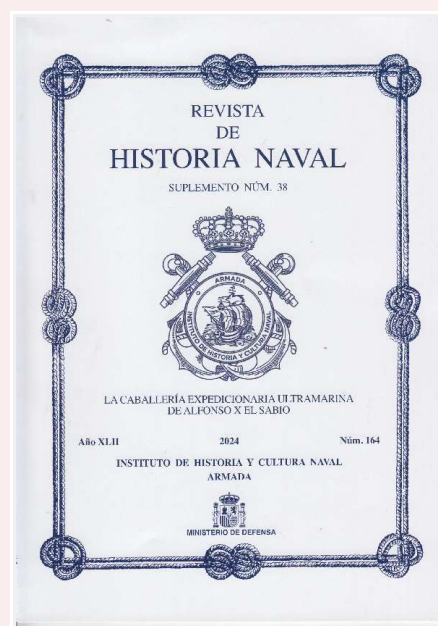 REVISTA
DE
HISTORIA NAVAL
SUPLEMENTO NÚM. 38
ARMADA
INSTITUTO DE HISTORIA Y CULTURA NAVAL
LA CABALLERÍA EXPEDICIONARIA ULTRAMARINA
DE ALFONSO X EL SABIO
Año XLII 2024 Núm. 164
INSTITUTO DE HISTORIA Y CULTURA NAVAL
ARMADA
MINISTERIO DE DEFENSA